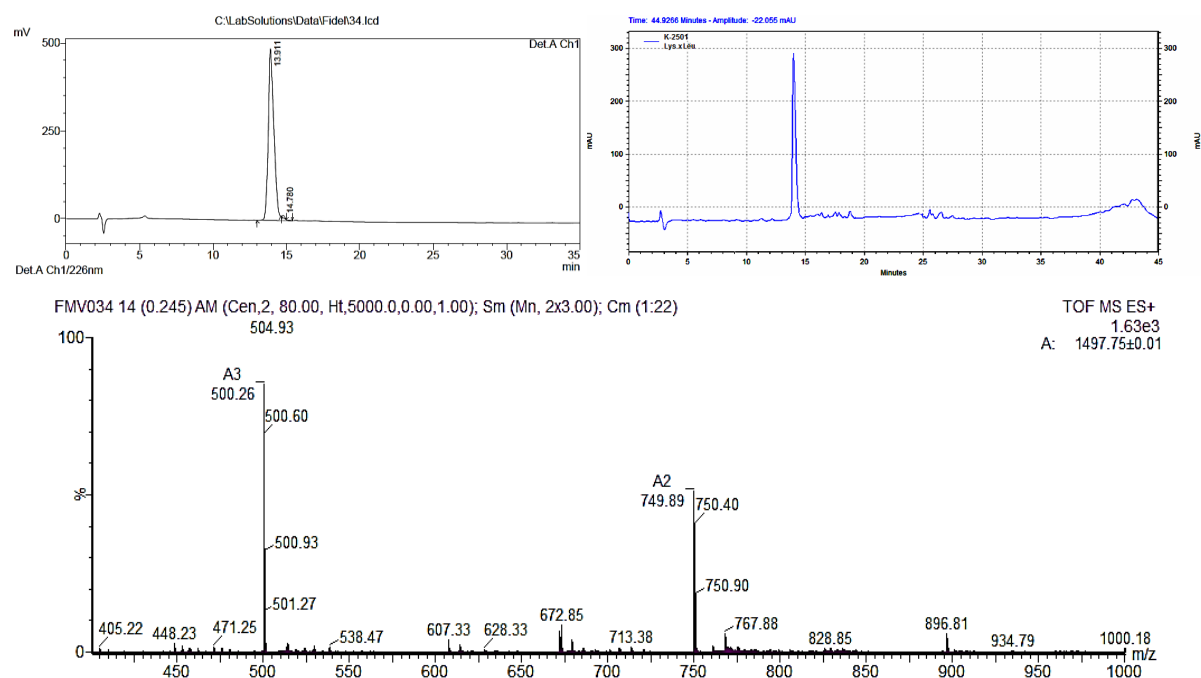 C:\LabSolutions\Data\Fidel\34.lcd
mV
500
250
0
Det.A Ch1
13.911
14.780
0 5 10 15 20 25 30 35
min
Det.A Ch1/226nm
Time: 44.9266 Minutes - Amplitude: -22.055 mAU
K-2501
Lys x Leu
300 300
200 200
mAU mAU
100 100
0 0
0 5 10 15 20 25 30 35 40 45
Minutes
FMV034 14 (0.245) AM (Cen,2, 80.00, Ht,5000.0,0.00,1.00); Sm (Mn, 2x3.00); Cm (1:22)
TOF MS ES+
504.93
1.63e3
A: 1497.75±0.01
100
%
0
A3
500.26
500.60
500.93
501.27
A2
749.89
750.40
750.90
405.22
448.23
471.25
538.47
607.33
628.33
672.85
713.38
767.88
828.85
896.81
934.79
1000.18
m/z
450 500 550 600 650 700 750 800 850 900 950 1000